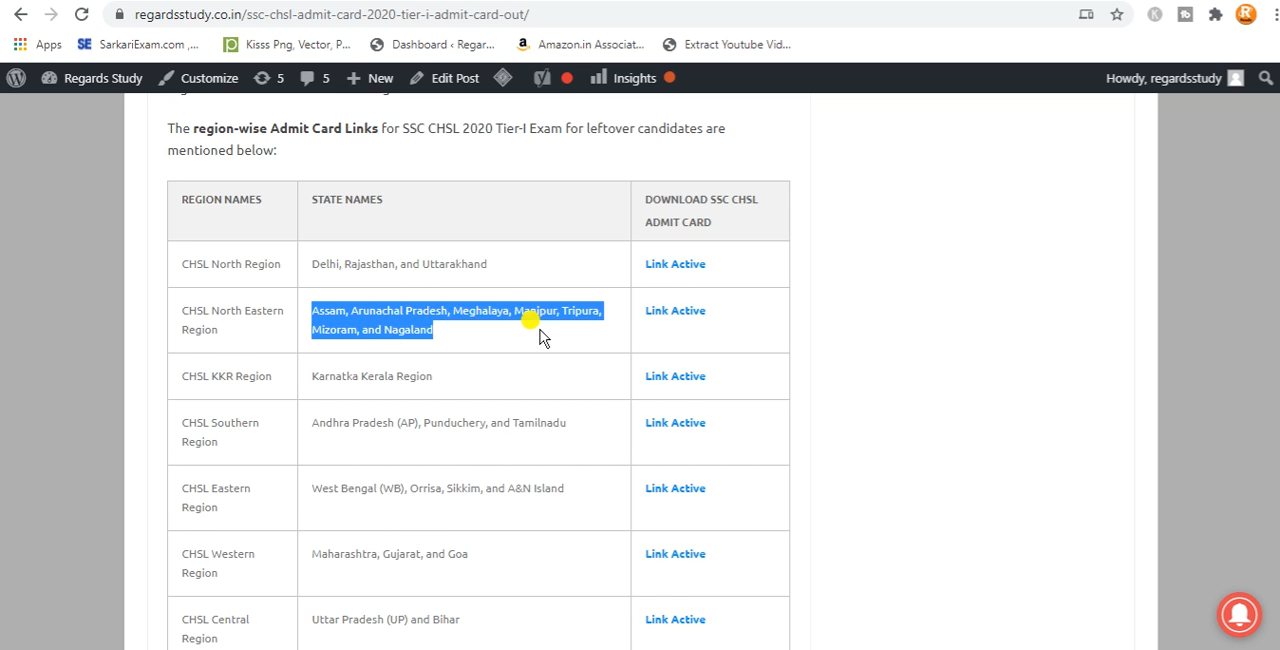 regardsstudy.co.in/ssc-chsl-admit-card-2020-tier-i-admit-card-out/
Apps SarkariExam.com ,... Kisss Png, Vector, P... Dashboard ‹ Regar... Amazon.in Associat... Extract Youtube Vid...
Regards Study Customize 5 5 New Edit Post Insights Howdy, regardsstudy
The region-wise Admit Card Links for SSC CHSL 2020 Tier-I Exam for leftover candidates are
mentioned below:
REGION NAMES STATE NAMES DOWNLOAD SSC CHSL
ADMIT CARD
CHSL North Region Delhi, Rajasthan, and Uttarakhand Link Active
CHSL North Eastern Assam, Arunachal Pradesh, Meghalaya, Manipur, Tripura, Link Active
Region Mizoram, and Nagaland
CHSL KKR Region Karnatka Kerala Region Link Active
CHSL Southern Andhra Pradesh (AP), Punduchery, and Tamilnadu Link Active
Region
CHSL Eastern West Bengal (WB), Orrisa, Sikkim, and A&N Island Link Active
Region
CHSL Western Maharashtra, Gujarat, and Goa Link Active
Region
CHSL Central Uttar Pradesh (UP) and Bihar Link Active
Region